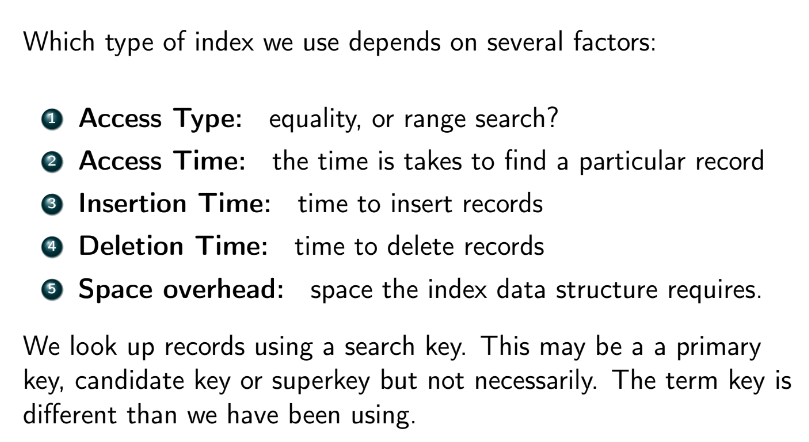 Which type of index we use depends on several factors:
1 Access Type: equality, or range search?
2 Access Time: the time is takes to find a particular record
3 Insertion Time: time to insert records
4 Deletion Time: time to delete records
5 Space overhead: space the index data structure requires.
We look up records using a search key. This may be a a primary
key, candidate key or superkey but not necessarily. The term key is
different than we have been using.